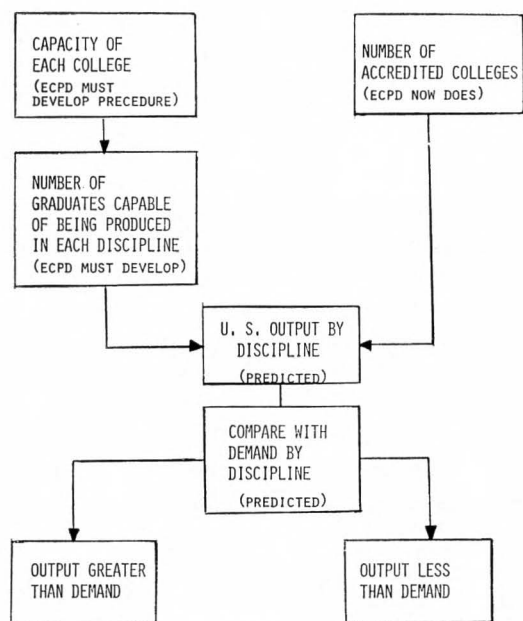 CAPACITY OF
EACH COLLEGE
(ECPD MUST
DEVELOP PRECEDURE)
NUMBER OF
ACCREDITED COLLEGES
(ECPD NOW DOES)
NUMBER OF
GRADUATES CAPABLE
OF BEING PRODUCED
IN EACH DISCIPLINE
(ECPD MUST DEVELOP)
U. S. OUTPUT BY
DISCIPLINE
(PREDICTED)
COMPARE WITH
DEMAND BY
DISCIPLINE
(PREDICTED)
OUTPUT GREATER
THAN DEMAND
OUTPUT LESS
THAN DEMAND